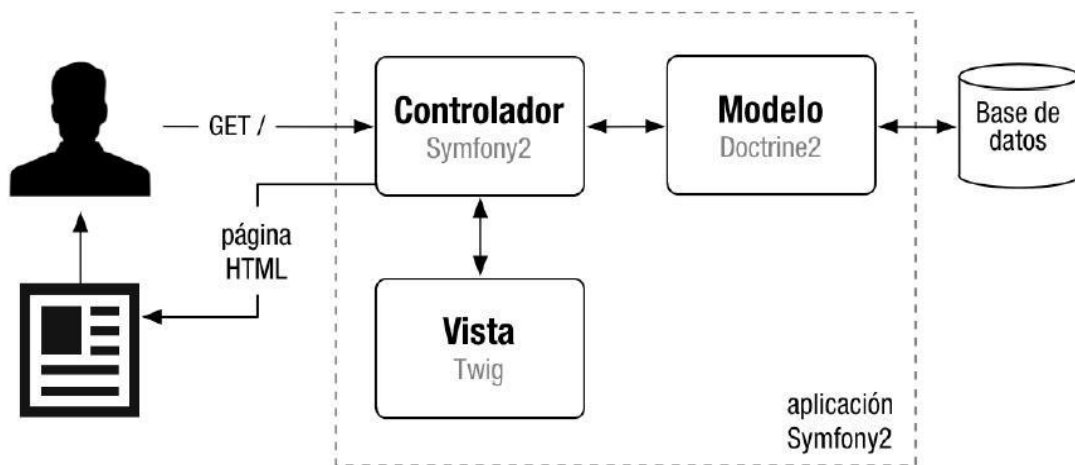 GET /
Controlador
Symfony2
Modelo
Doctrine2
Base de
datos
página
HTML
Vista
Twig
aplicación
Symfony2